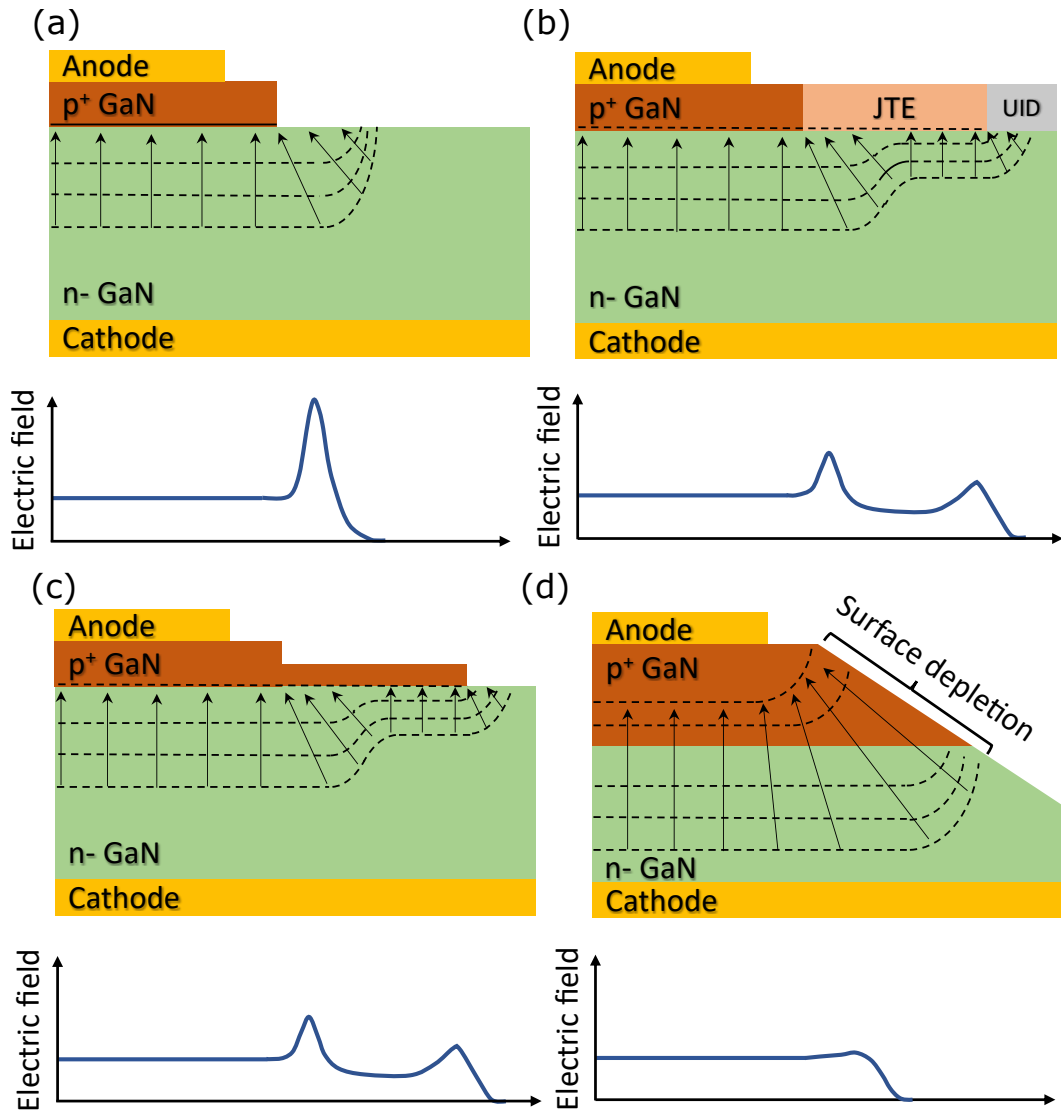 (a)
Anode
p⁺ GaN
n- GaN
Cathode
Electric field
(b)
Anode
p⁺ GaN JTE UID
n- GaN
Cathode
Electric field
(c)
Anode
p⁺ GaN
n- GaN
Cathode
Electric field
(d)
Anode
p⁺ GaN
Surface depletion
n- GaN
Cathode
Electric field